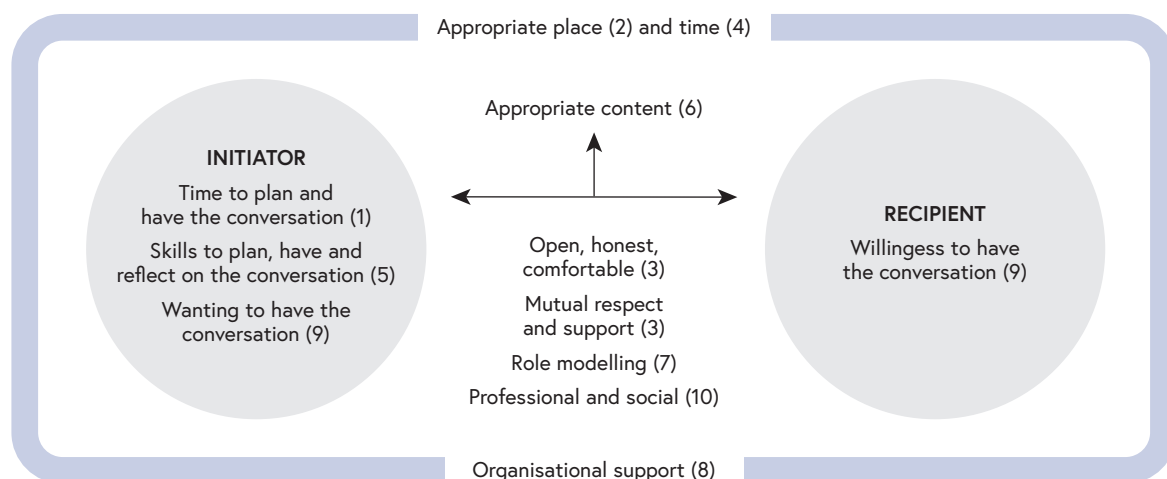 Appropriate place (2) and time (4)
Appropriate content (6)
INITIATOR
Time to plan and
have the conversation (1)
Skills to plan, have and
reflect on the conversation (5)
Wanting to have the
conversation (9)
Open, honest,
comfortable (3)
Mutual respect
and support (3)
Role modelling (7)
Professional and social (10)
RECIPIENT
Willingess to have
the conversation (9)
Organisational support (8)